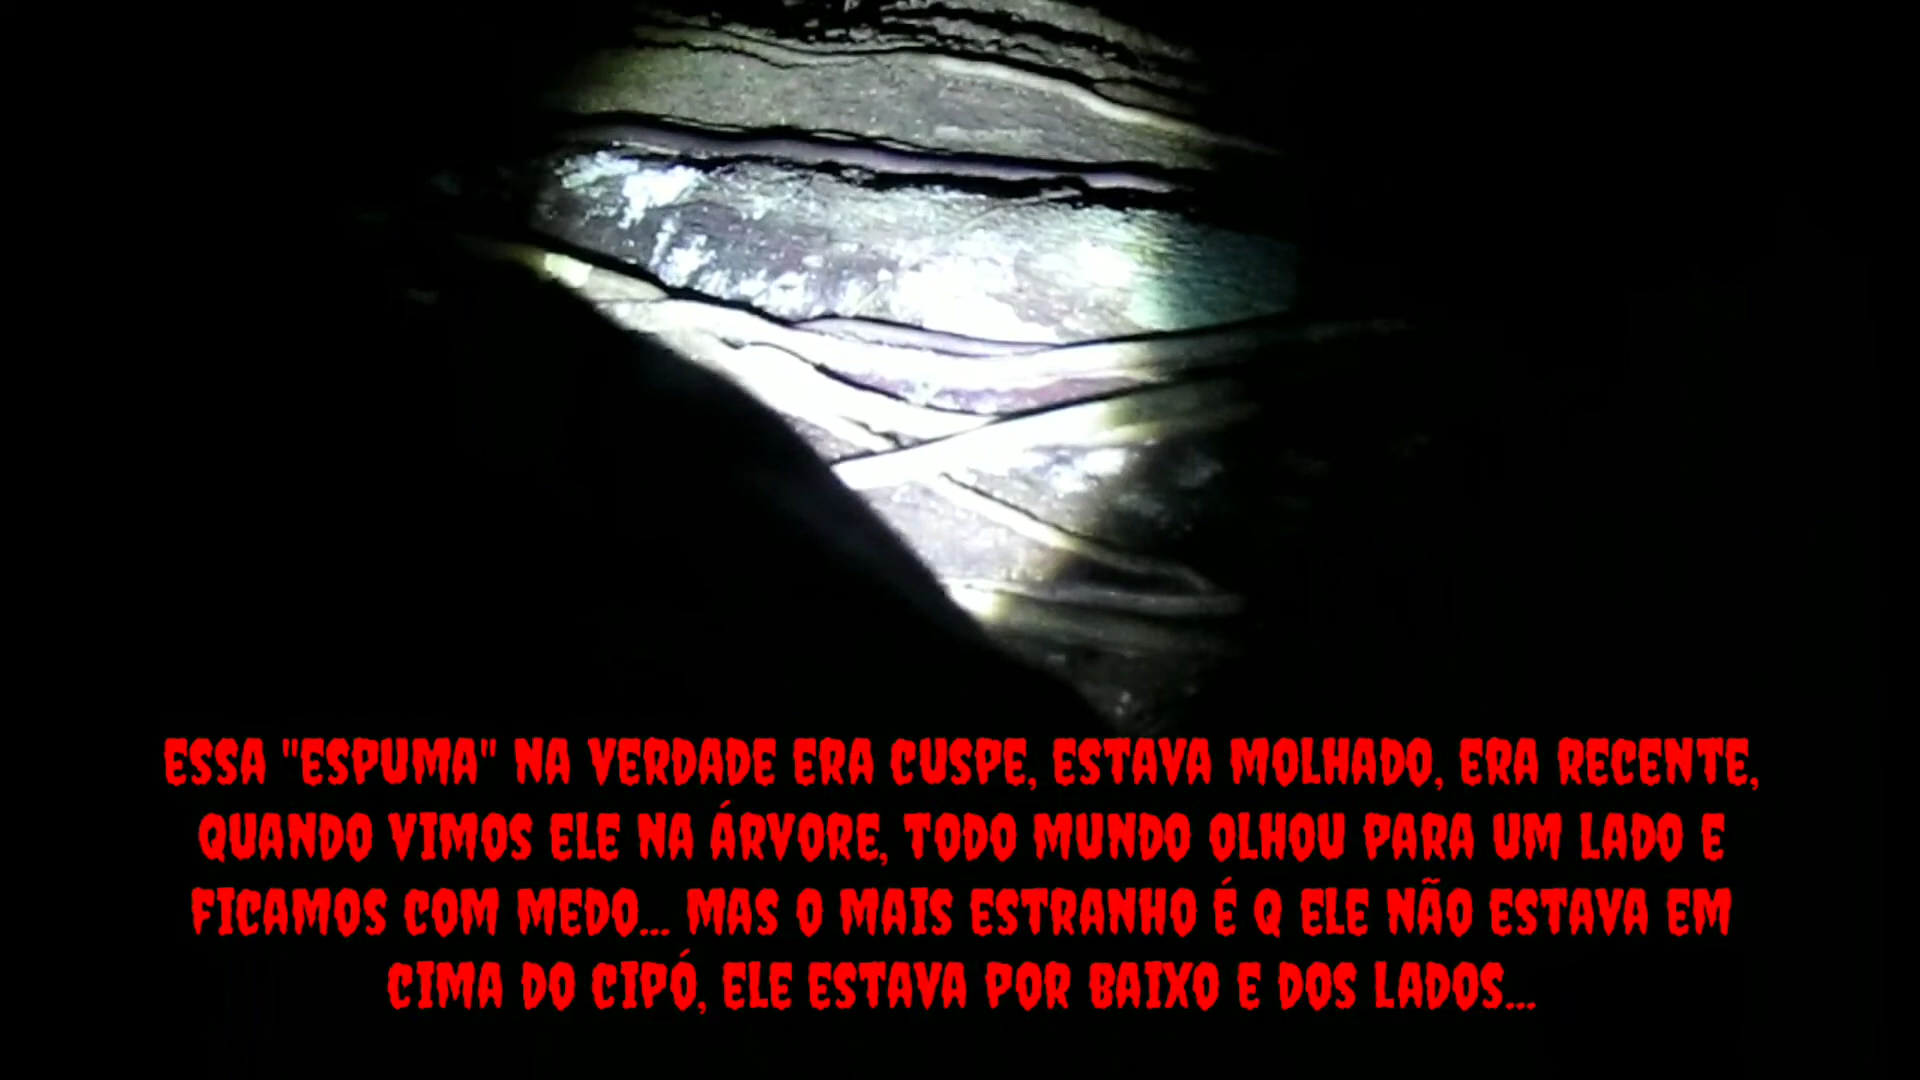 ESSA "ESPUMA" NA VERDADE ERA CUSPE, ESTAVA MOLHADO, ERA RECENTE,
QUANDO VIMOS ELE NA ÁRVORE, TODO MUNDO OLHOU PARA UM LADO E
FICAMOS COM MEDO... MAS O MAIS ESTRANHO É Q ELE NÃO ESTAVA EM
CIMA DO CIPÓ, ELE ESTAVA POR BAIXO E DOS LADOS...